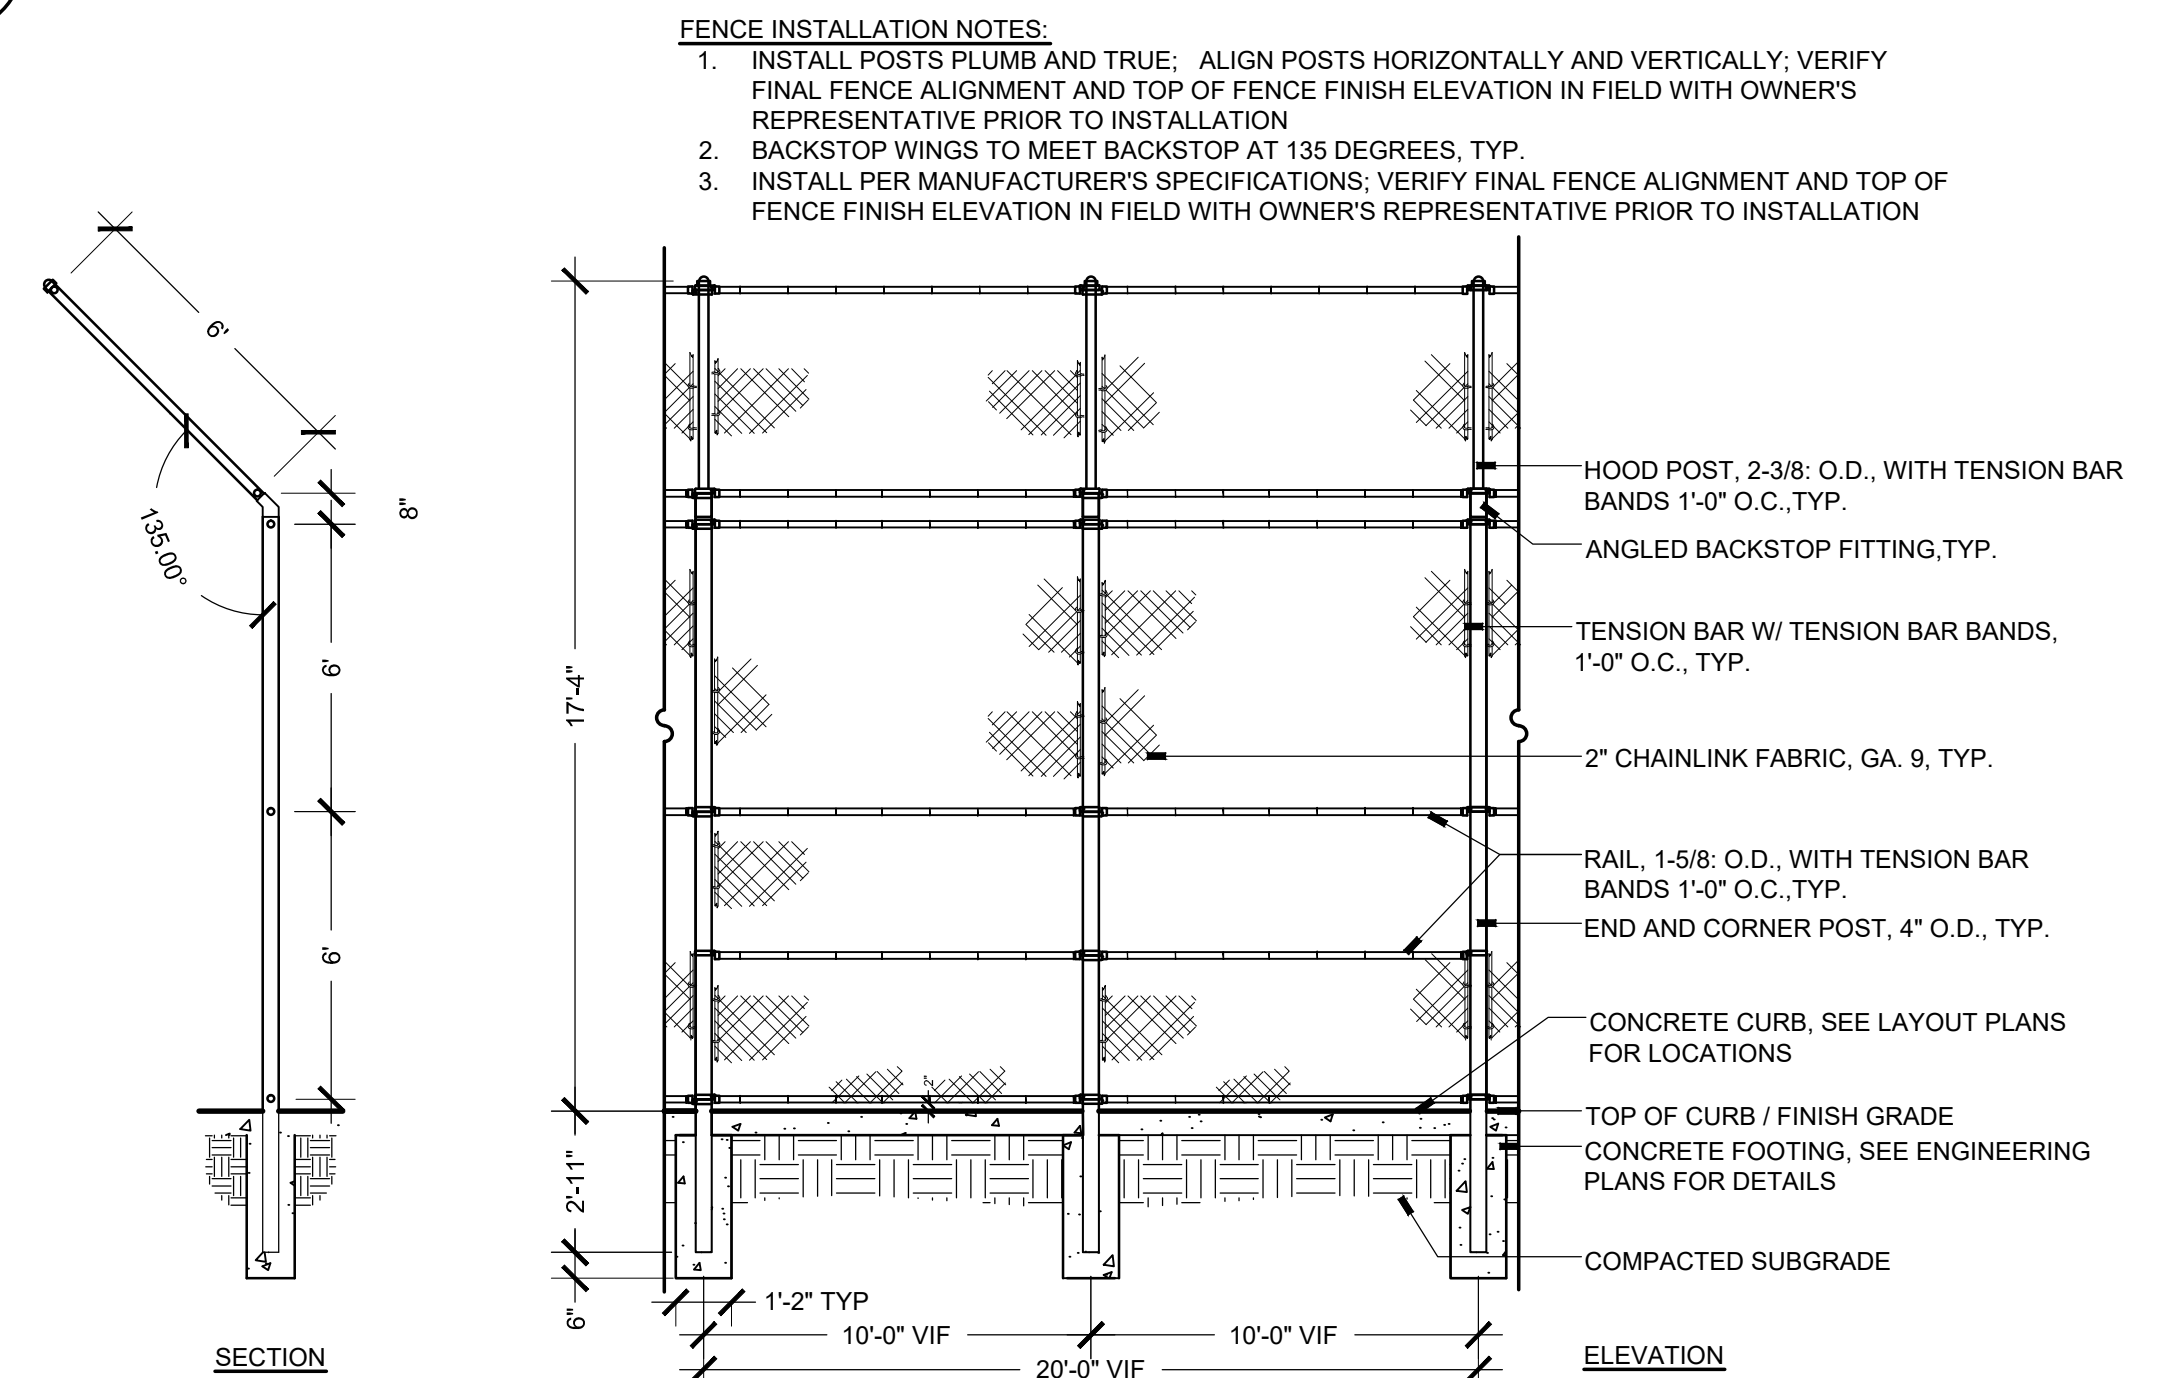 FENCE INSTALLATION NOTES:
1. INSTALL POSTS PLUMB AND TRUE; ALIGN POSTS HORIZONTALLY AND VERTICALLY; VERIFY
FINAL FENCE ALIGNMENT AND TOP OF FENCE FINISH ELEVATION IN FIELD WITH OWNER'S
REPRESENTATIVE PRIOR TO INSTALLATION
2. BACKSTOP WINGS TO MEET BACKSTOP AT 135 DEGREES, TYP.
3. INSTALL PER MANUFACTURER'S SPECIFICATIONS; VERIFY FINAL FENCE ALIGNMENT AND TOP OF
FENCE FINISH ELEVATION IN FIELD WITH OWNER'S REPRESENTATIVE PRIOR TO INSTALLATION
6'
8"
135.00°
6'
6'
SECTION
17'-4"
2'-11"
6"
2"
1'-2" TYP
10'-0" VIF
10'-0" VIF
20'-0" VIF
HOOD POST, 2-3/8: O.D., WITH TENSION BAR
BANDS 1'-0" O.C.,TYP.
ANGLED BACKSTOP FITTING,TYP.
TENSION BAR W/ TENSION BAR BANDS,
1'-0" O.C., TYP.
2" CHAINLINK FABRIC, GA. 9, TYP.
RAIL, 1-5/8: O.D., WITH TENSION BAR
BANDS 1'-0" O.C.,TYP.
END AND CORNER POST, 4" O.D., TYP.
CONCRETE CURB, SEE LAYOUT PLANS
FOR LOCATIONS
TOP OF CURB / FINISH GRADE
CONCRETE FOOTING, SEE ENGINEERING
PLANS FOR DETAILS
COMPACTED SUBGRADE
ELEVATION